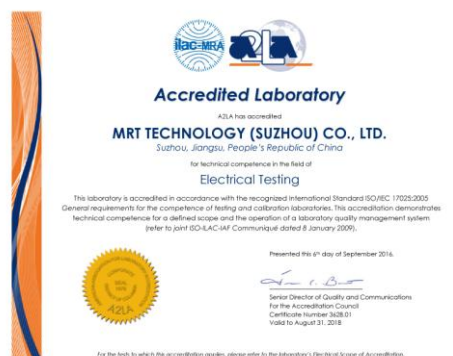 ilac-MRA
A2LA
Accredited Laboratory
A2LA has accredited
MRT TECHNOLOGY (SUZHOU) CO., LTD.
Suzhou, Jiangsu, People's Republic of China
for technical competence in the field of
Electrical Testing
This laboratory is accredited in accordance with the recognized International Standard ISO/IEC 17025:2005
General requirements for the competence of testing and calibration laboratories. This accreditation demonstrates
technical competence for a defined scope and the operation of a laboratory quality management system
(refer to joint ISO-ILAC-IAF Communiqué dated 8 January 2009).
Presented this 6th day of September 2016.
Senior Director of Quality and Communications
For the Accreditation Council
Certificate Number 3628.01
Valid to August 31, 2018
SEAL
A2LA
For the tests to which this accreditation applies, please refer to the laboratory's Electrical Scope of Accreditation.